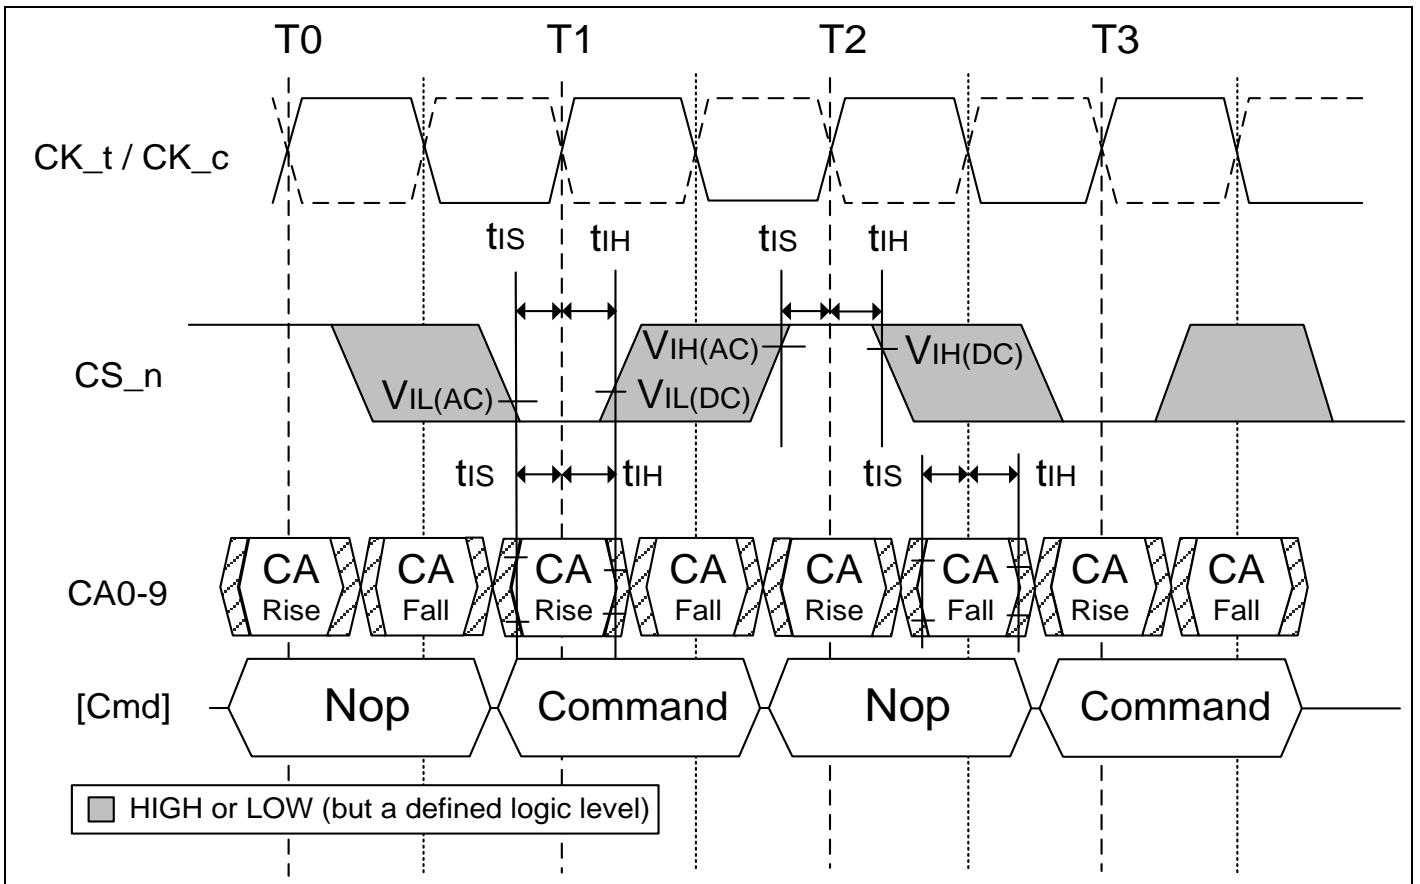 T0 T1 T2 T3
CK_t / CK_c
tIS tIH tIS tIH
VIH(AC) VIH(DC)
CS_n
VIL(AC) VIL(DC)
tIS tIH tIS tIH
CA CA CA CA CA CA CA CA
CA0-9
Rise Fall Rise Fall Rise Fall Rise Fall
[Cmd] Nop Command Nop Command
HIGH or LOW (but a defined logic level)